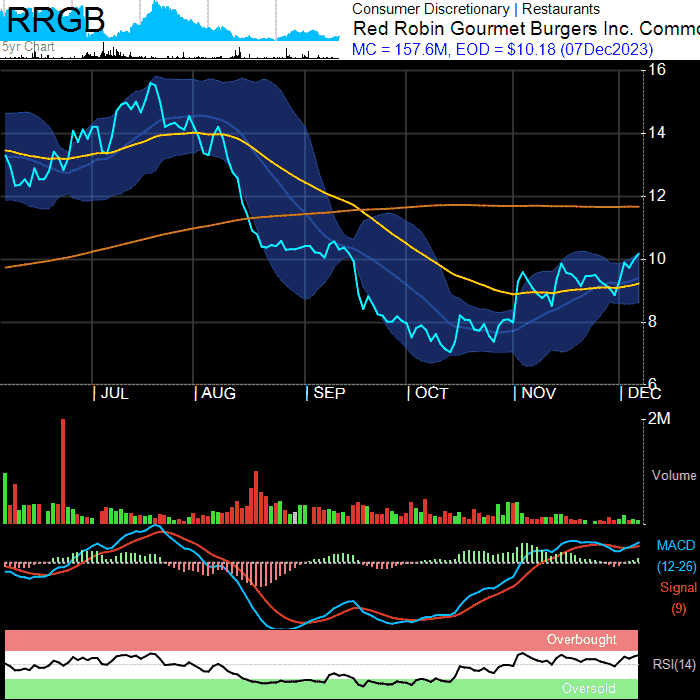 RRGB
5yr Chart
Consumer Discretionary | Restaurants
Red Robin Gourmet Burgers Inc. Commo
MC = 157.6M, EOD = $10.18 (07Dec2023)
16
14
12
10
8
6
JUL AUG SEP OCT NOV DEC
2M
Volume
MACD
(12-26)
Signal
(9)
Overbought
RSI(14)
Oversold